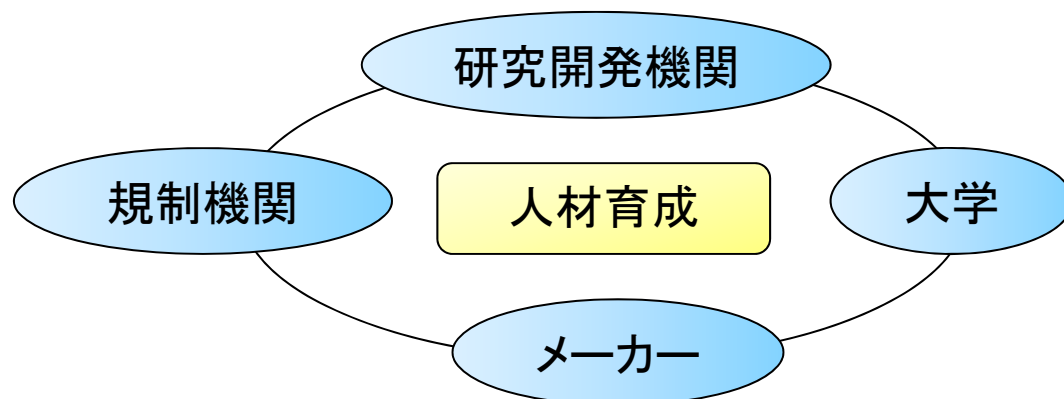 研究開発機関
規制機関
人材育成
大学
メーカー